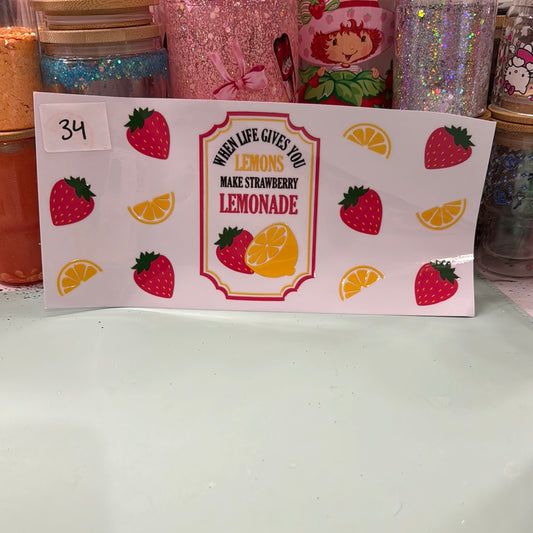 34
WHEN LIFE GIVES YOU
LEMONS
MAKE STRAWBERRY
LEMONADE